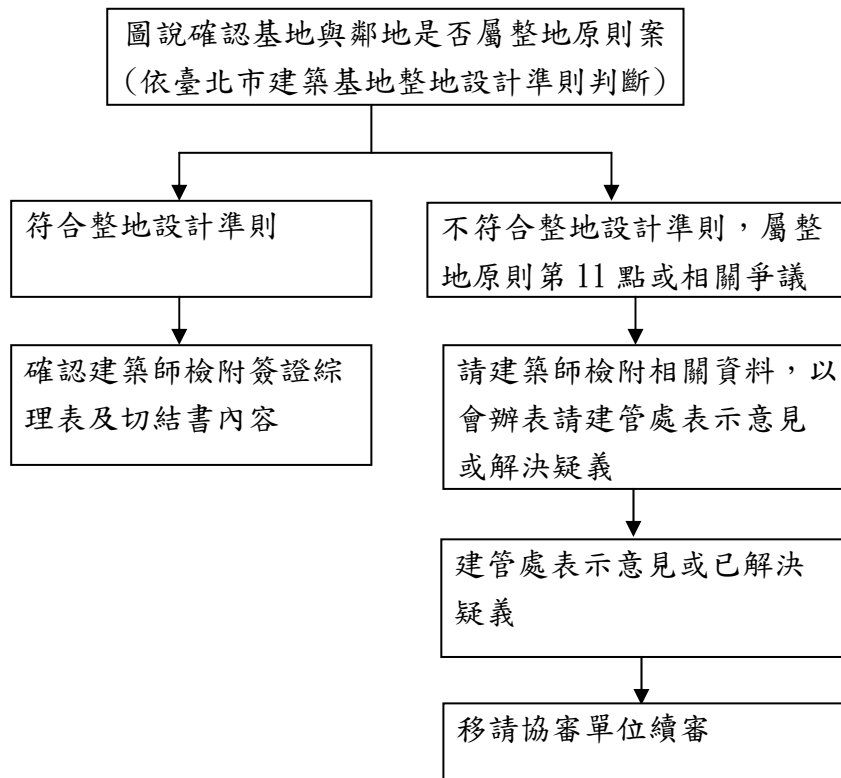 圖說確認基地與鄰地是否屬整地原則案
(依臺北市建築基地整地設計準則判斷)
符合整地設計準則
不符合整地設計準則，屬整
地原則第 11 點或相關爭議
確認建築師檢附簽證綜
理表及切結書內容
請建築師檢附相關資料，以
會辦表請建管處表示意見
或解決疑義
建管處表示意見或已解決
疑義
移請協審單位續審